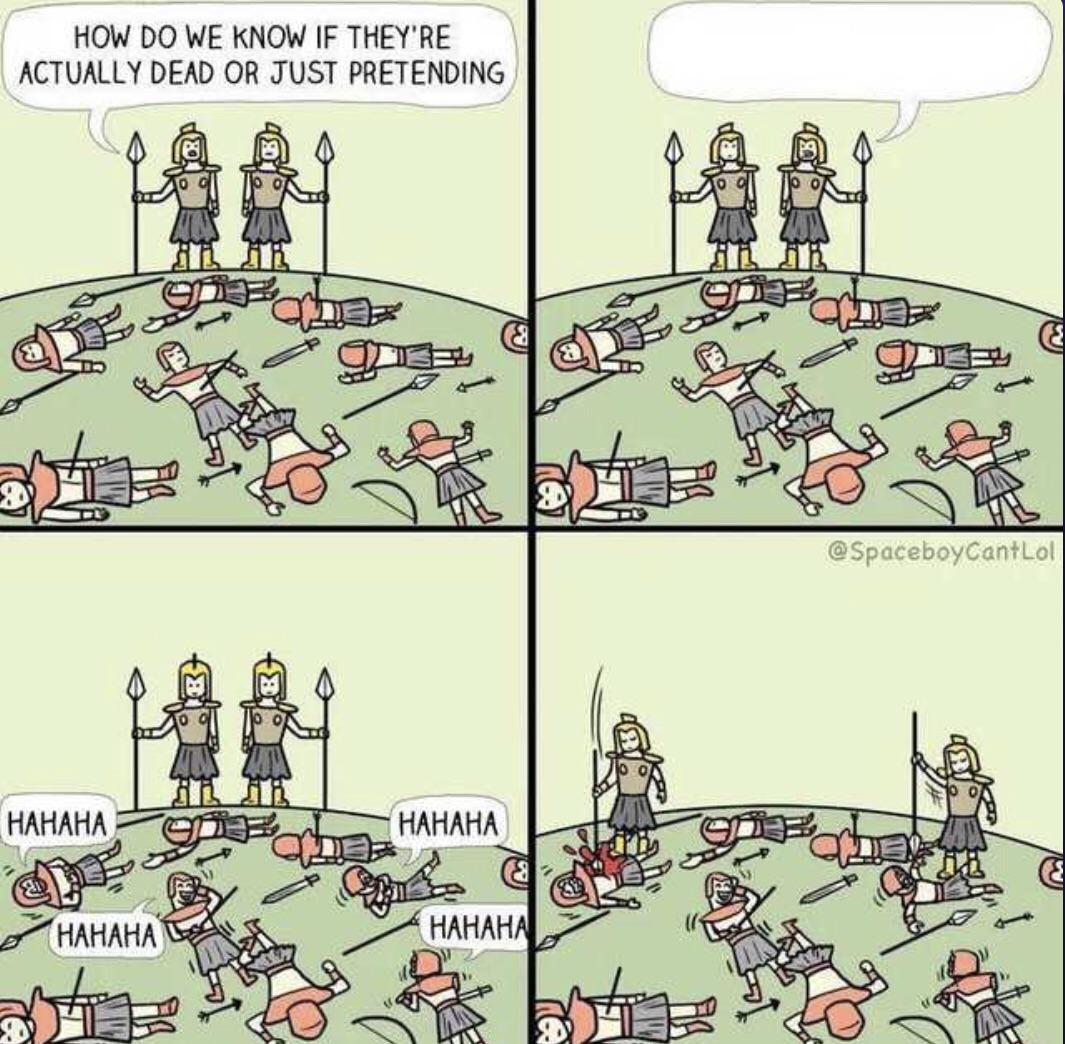 HOW DO WE KNOW IF THEY'RE
ACTUALLY DEAD OR JUST PRETENDING
HAHAHA
HAHAHA
HAHAHA
HAHAHA
@SpaceboyCantLol